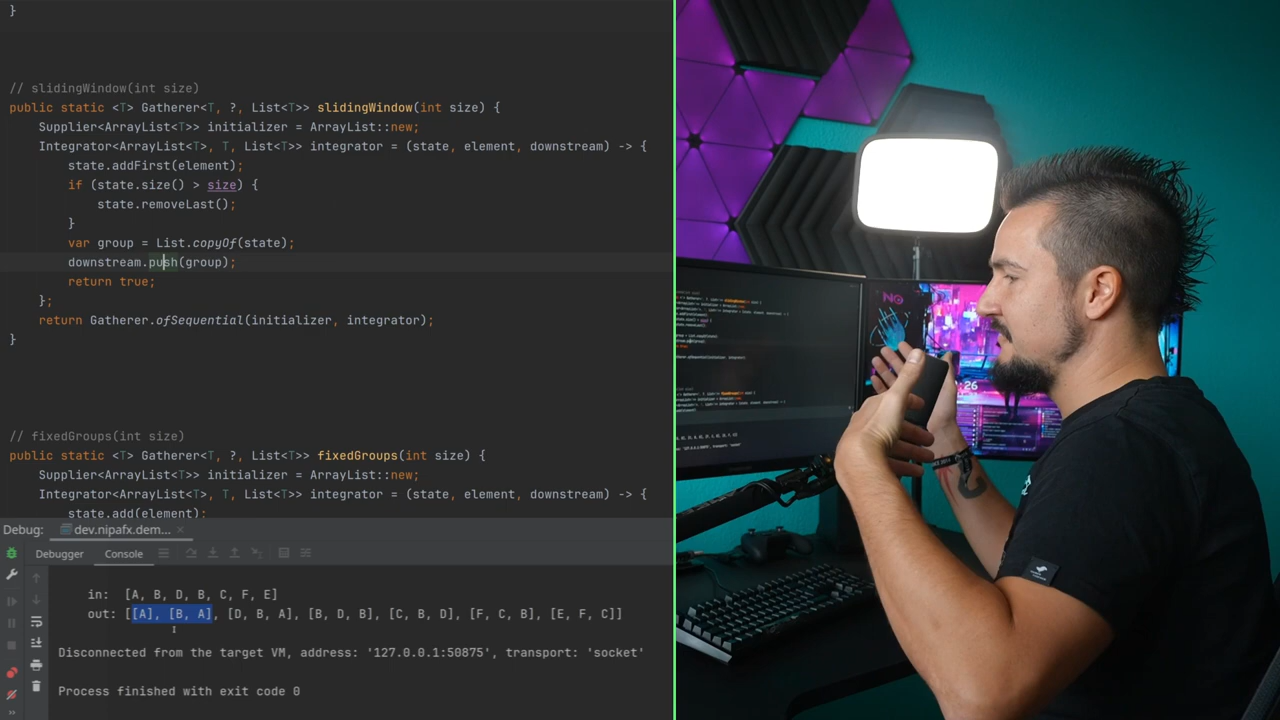 }
// slidingWindow(int size)
public static <T> Gatherer<T, ?, List<T>> slidingWindow(int size) {
Supplier<ArrayList<T>> initializer = ArrayList::new;
Integrator<ArrayList<T>, T, List<T>> integrator = (state, element, downstream) -> {
state.addFirst(element);
if (state.size() > size) {
state.removeLast();
}
var group = List.copyOf(state);
downstream.push(group);
return true;
};
return Gatherer.ofSequential(initializer, integrator);
}
// fixedGroups(int size)
public static <T> Gatherer<T, ?, List<T>> fixedGroups(int size) {
Supplier<ArrayList<T>> initializer = ArrayList::new;
Integrator<ArrayList<T>, T, List<T>> integrator = (state, element, downstream) -> {
state.add(element);
Debug: dev.nipafx.dem...
Debugger Console
in: [A, B, D, B, C, F, E]
out: [[A], [B, A], [D, B, A], [B, D, B], [C, B, D], [F, C, B], [E, F, C]]
Disconnected from the target VM, address: '127.0.0.1:50875', transport: 'socket'
Process finished with exit code 0
NO
:26